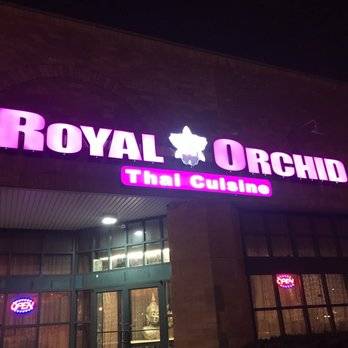 ROYAL ORCHID
Thai Cuisine
OPEN
OPEN